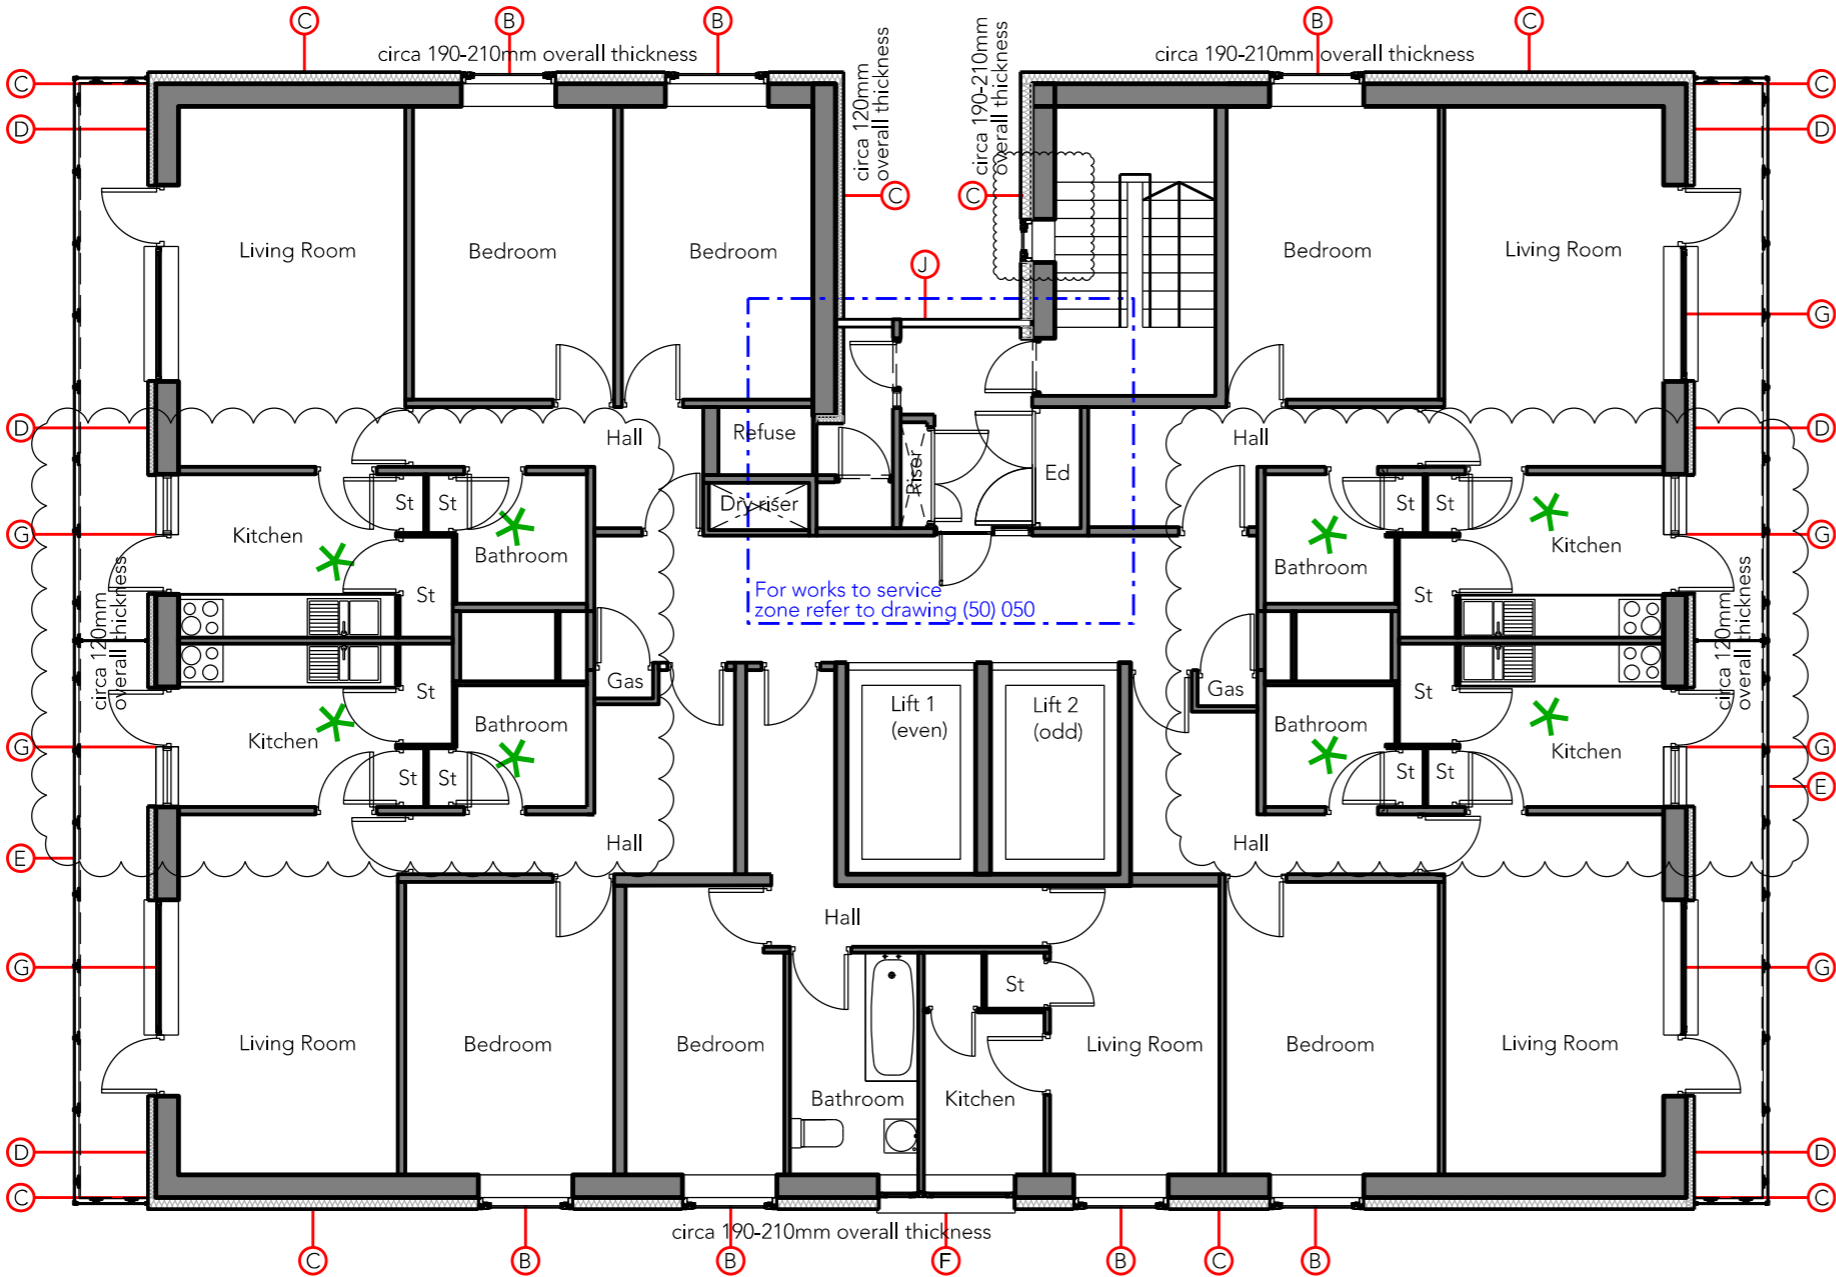 C
B
B
B
C
circa 190-210mm overall thickness
circa 190-210mm overall thickness
C
C
D
D
circa 120mm
overall thickness
circa 190-210mm
overall thickness
C
C
Living Room
Bedroom
Bedroom
Bedroom
Living Room
J
G
D
D
Hall
Refuse
Hall
Riser
Ed
St
St
Dry riser
St
St
G
Kitchen
Bathroom
Bathroom
Kitchen
G
circa 120mm
overall thickness
circa 120mm
overall thickness
St
St
For works to service
zone refer to drawing (50) 050
St
Gas
Gas
St
Lift 1
(even)
Lift 2
(odd)
G
Kitchen
Bathroom
Bathroom
Kitchen
G
St
St
St
St
E
E
Hall
Hall
Hall
G
G
St
Living Room
Bedroom
Bedroom
Living Room
Bedroom
Living Room
Bathroom
Kitchen
D
D
C
C
circa 190-210mm overall thickness
C
B
B
F
B
C
B